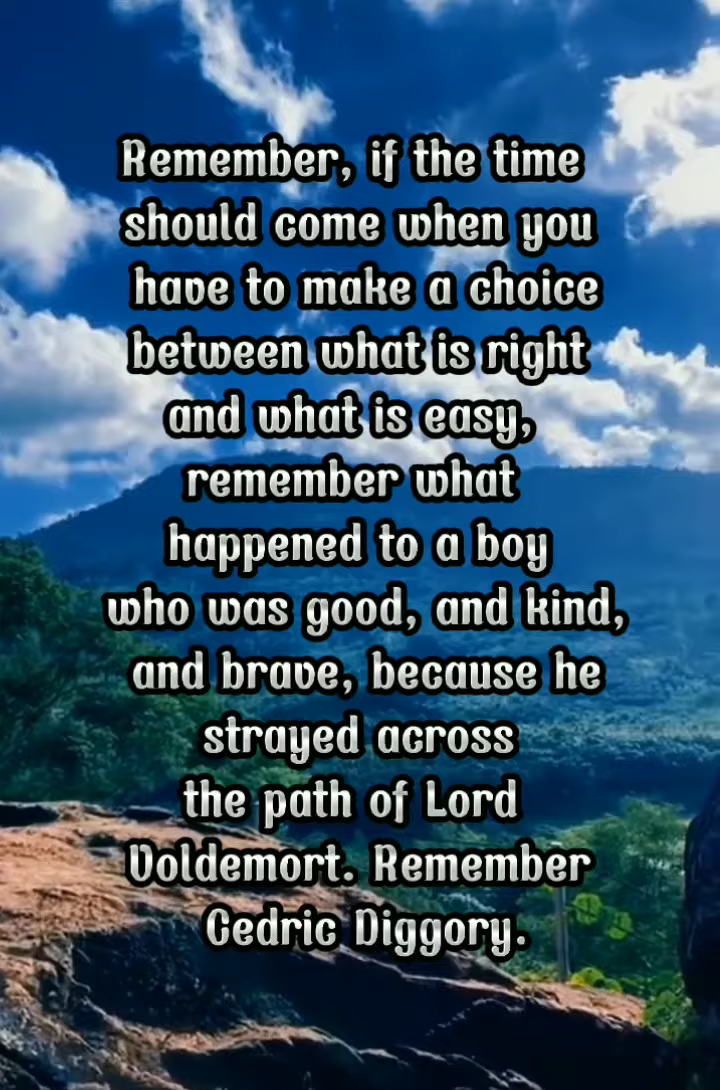 Remember, if the time
should come when you
have to make a choice
between what is right
and what is easy,
remember what
happened to a boy
who was good, and kind,
and brave, because he
strayed across
the path of Lord
Voldemort. Remember
Cedric Diggory.